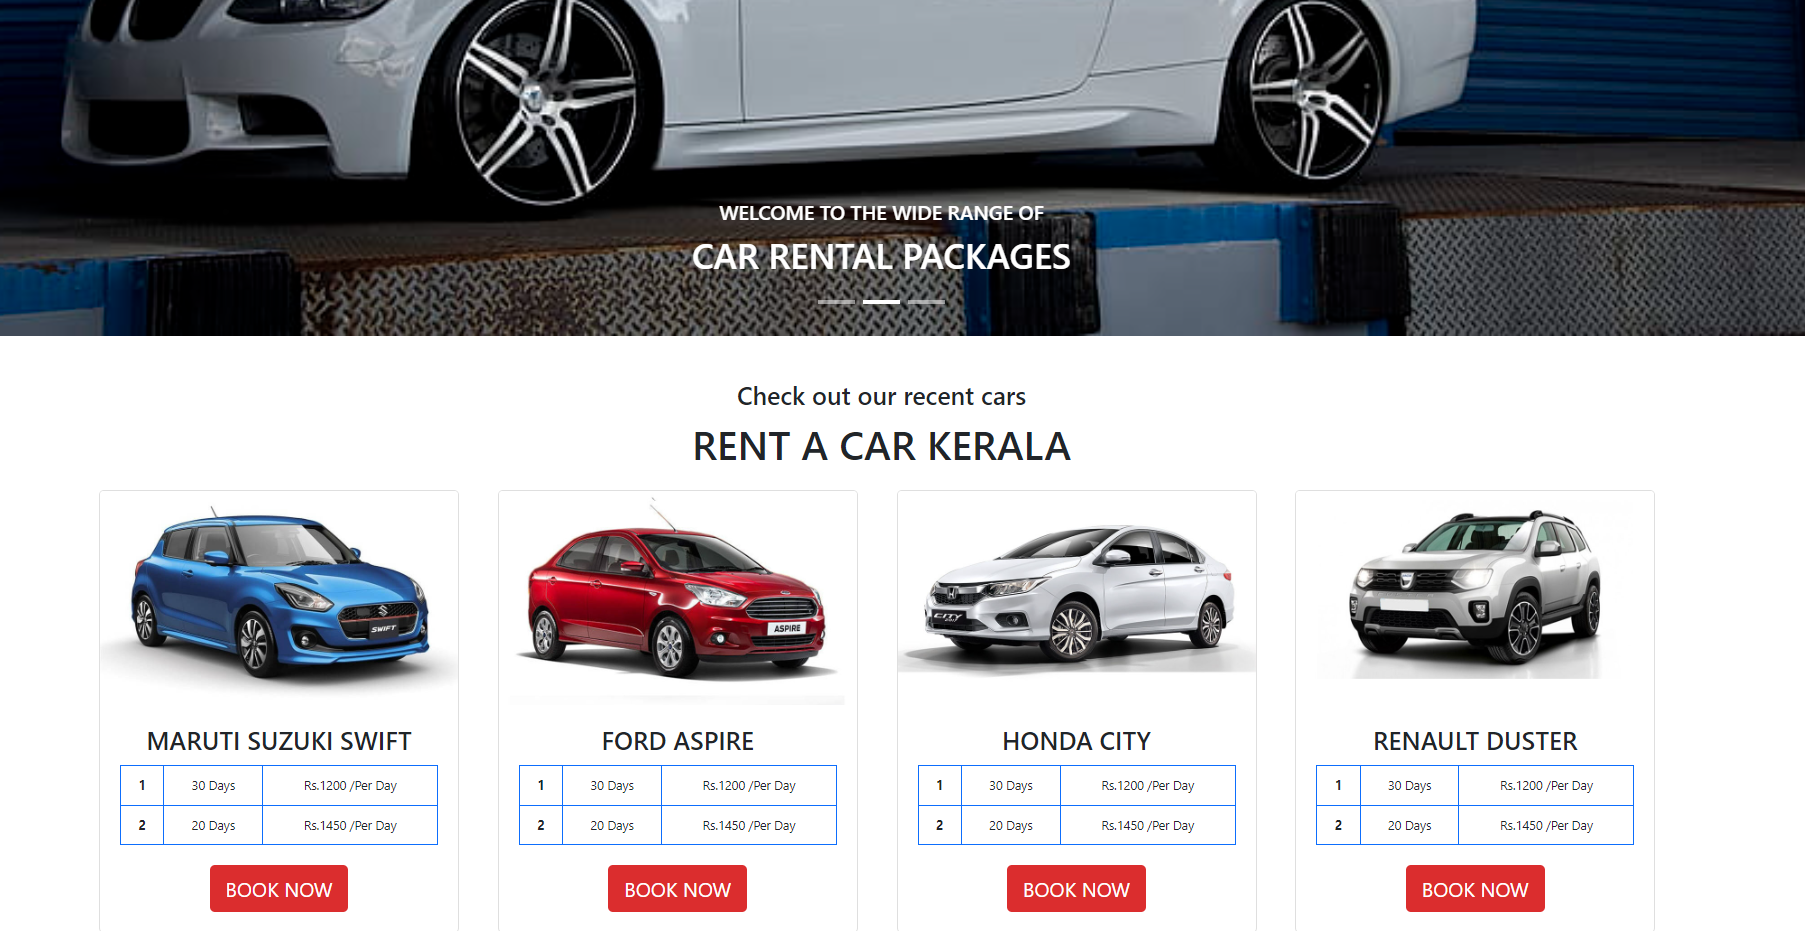 WELCOME TO THE WIDE RANGE OF
CAR RENTAL PACKAGES
Check out our recent cars
RENT A CAR KERALA
SWIFT
ASPIRE
CITY
MARUTI SUZUKI SWIFT
1 30 Days Rs.1200 /Per Day
2 20 Days Rs.1450 /Per Day
BOOK NOW
FORD ASPIRE
1 30 Days Rs.1200 /Per Day
2 20 Days Rs.1450 /Per Day
BOOK NOW
HONDA CITY
1 30 Days Rs.1200 /Per Day
2 20 Days Rs.1450 /Per Day
BOOK NOW
RENAULT DUSTER
1 30 Days Rs.1200 /Per Day
2 20 Days Rs.1450 /Per Day
BOOK NOW